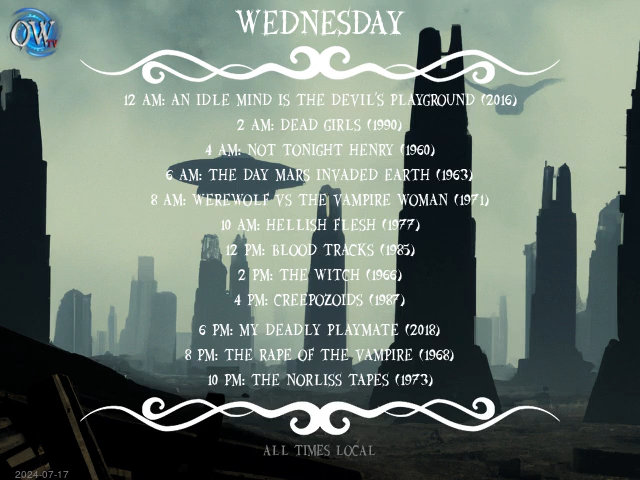 OW
TV
WEDNESDAY
12 AM: AN IDLE MIND IS THE DEVIL'S PLAYGROUND (2016)
2 AM: DEAD GIRLS (1990)
4 AM: NOT TONIGHT HENRY (1960)
6 AM: THE DAY MARS INVADED EARTH (1963)
8 AM: WEREWOLF VS THE VAMPIRE WOMAN (1971)
10 AM: HELLISH FLESH (1977)
12 PM: BLOOD TRACKS (1985)
2 PM: THE WITCH (1966)
4 PM: CREEPOZOIDS (1987)
6 PM: MY DEADLY PLAYMATE (2018)
8 PM: THE RAPE OF THE VAMPIRE (1968)
10 PM: THE NORLISS TAPES (1973)
ALL TIMES LOCAL
2024-07-17